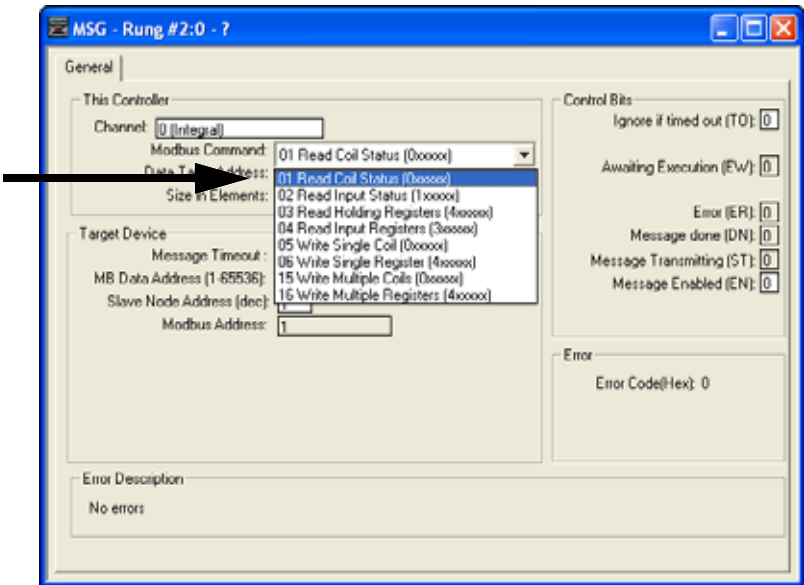 MSG - Rung #2:0 - ?
General
This Controller
Channel: 0 (Integral)
Modbus Command: 01 Read Coil Status (0xxxxx)
Address:
Size in Elements:
01 Read Coil Status (0xxxxx)
02 Read Input Status (1xxxxx)
03 Read Holding Registers (4xxxxx)
04 Read Input Registers (3xxxxx)
05 Write Single Coil (0xxxxx)
06 Write Single Register (4xxxxx)
15 Write Multiple Coils (0xxxxx)
16 Write Multiple Registers (4xxxxx)
Target Device
Message Timeout :
MB Data Address (1-65536):
Slave Node Address (dec): 1
Modbus Address: 1
Control Bits
Ignore if timed out (TO): 0
Awaiting Execution (EW): 0
Error (ER): 0
Message done (DN): 0
Message Transmitting (ST): 0
Message Enabled (EN): 0
Error
Error Code(Hex): 0
Error Description
No errors